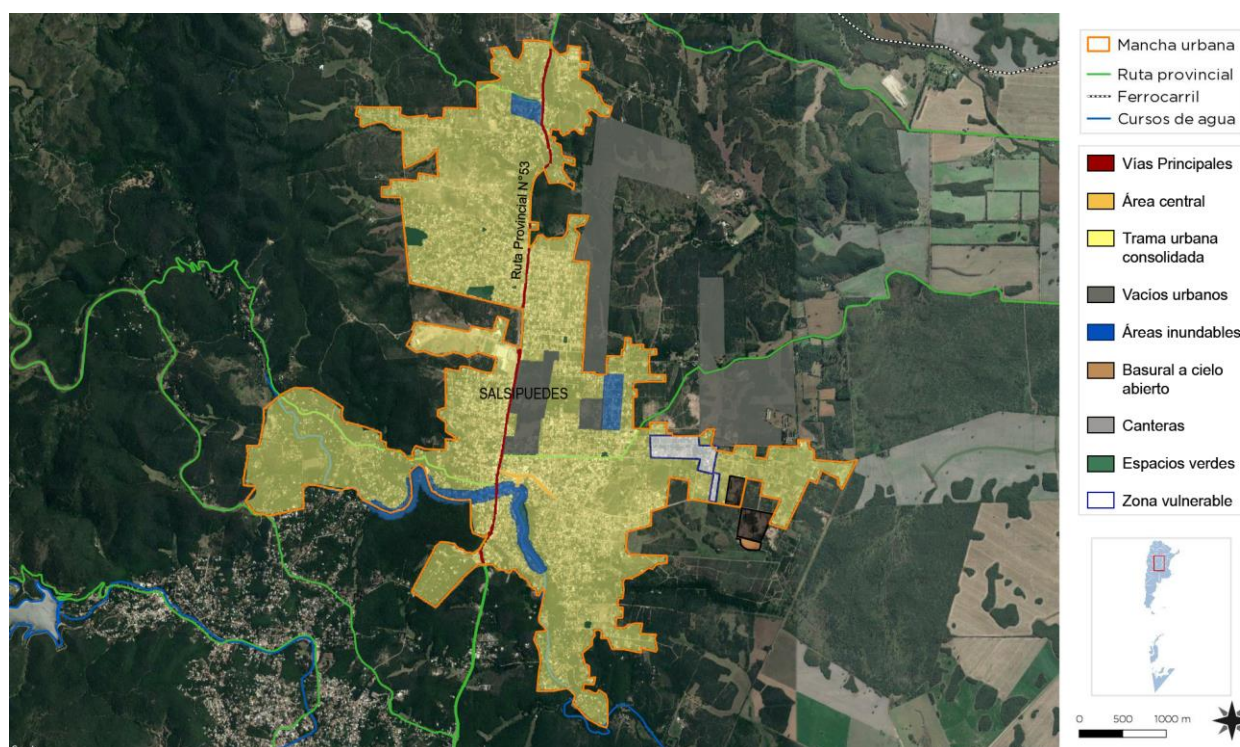 Ruta Provincial N°53
SALSIPUEDES
Mancha urbana
Ruta provincial
Ferrocarril
Cursos de agua
Vías Principales
Área central
Trama urbana
consolidada
Vacios urbanos
Áreas inundables
Basural a cielo
abierto
Canteras
Espacios verdes
Zona vulnerable
0 500 1000 m